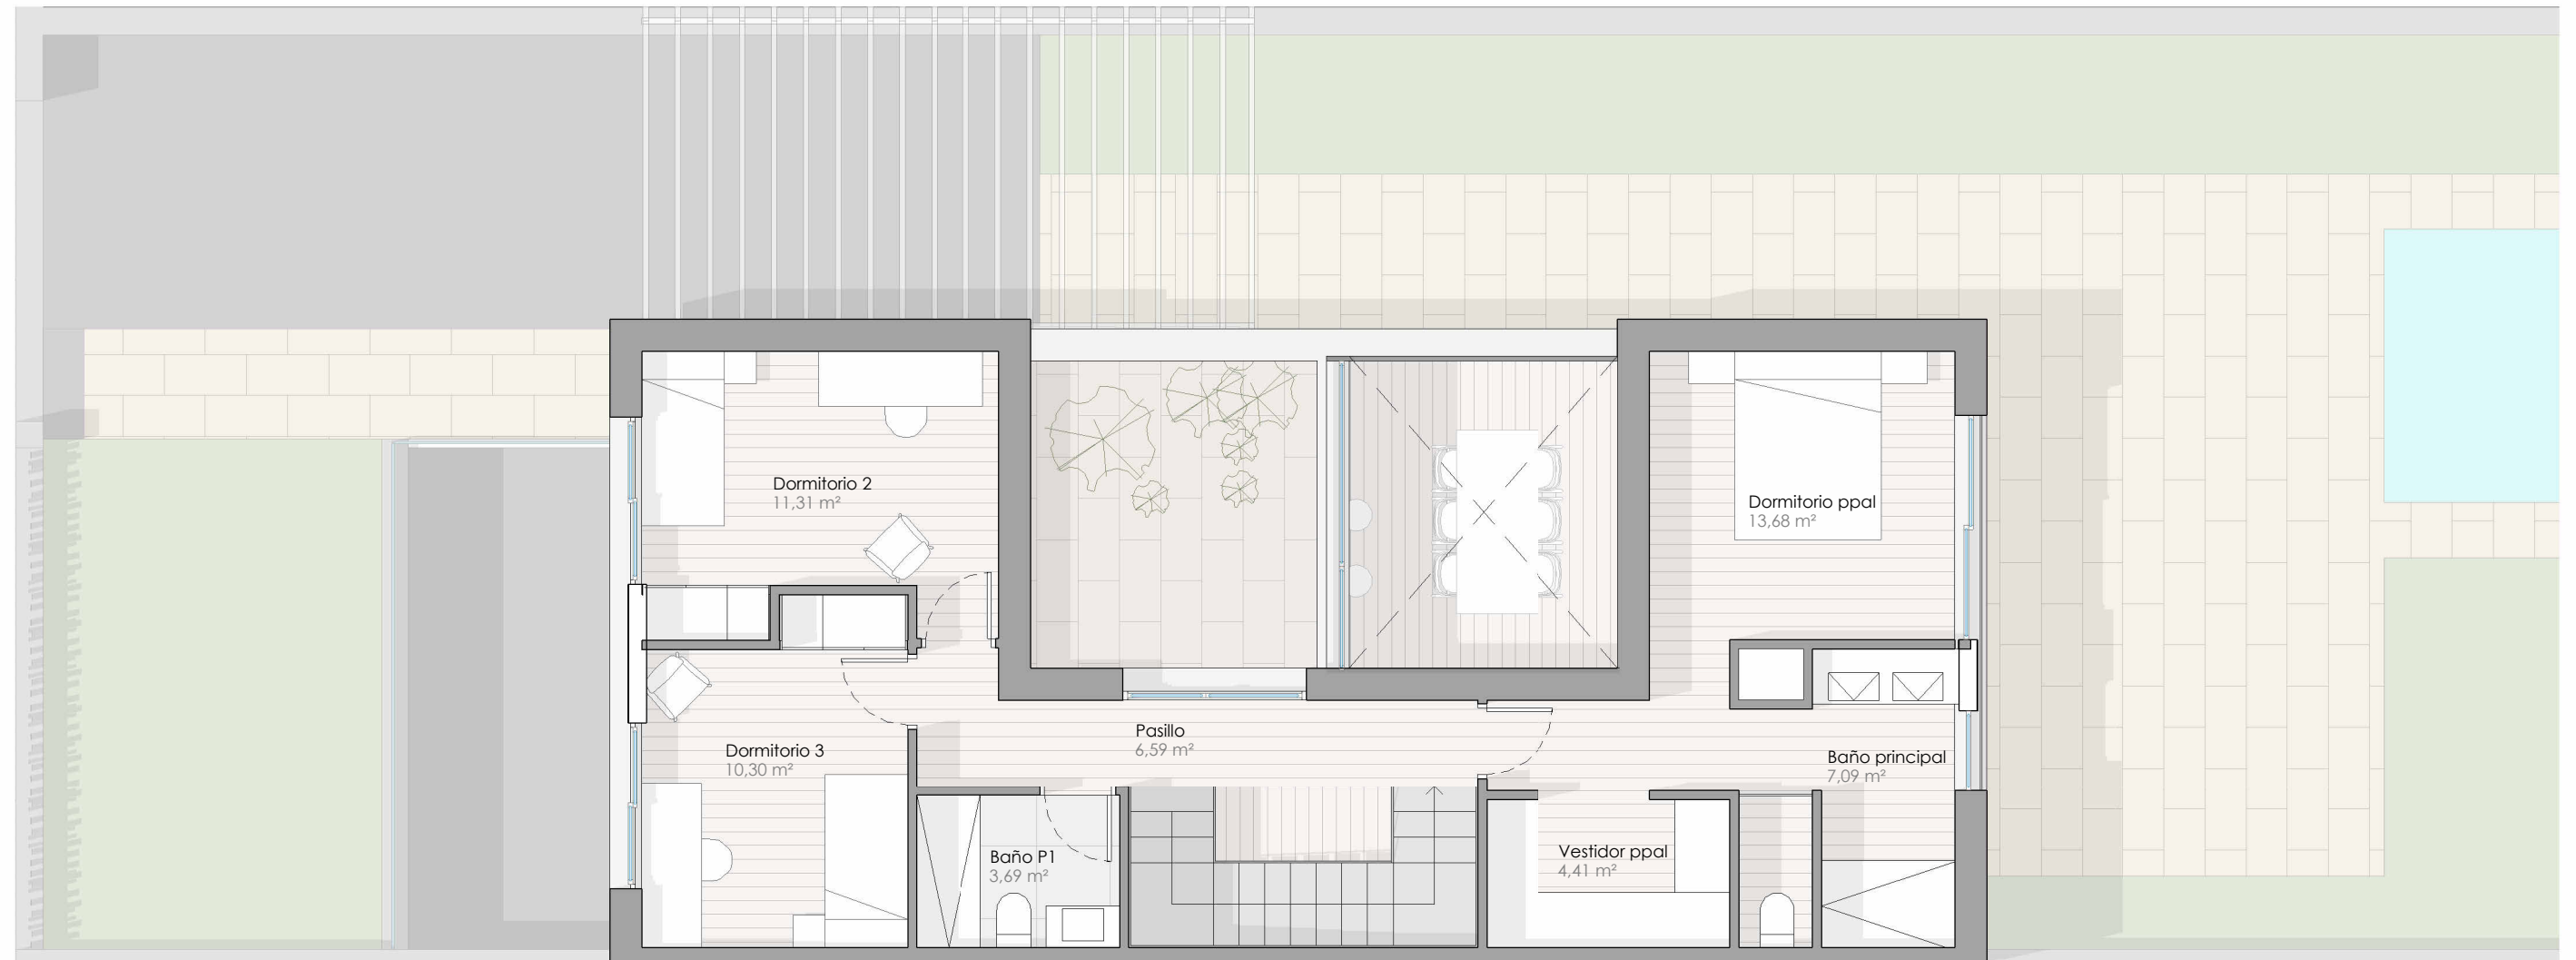 Dormitorio 2
11,31 m²
Dormitorio ppal
13,68 m²
Pasillo
6,59 m²
Dormitorio 3
10,30 m²
Baño principal
7,09 m²
Baño P1
3,69 m²
Vestidor ppal
4,41 m²